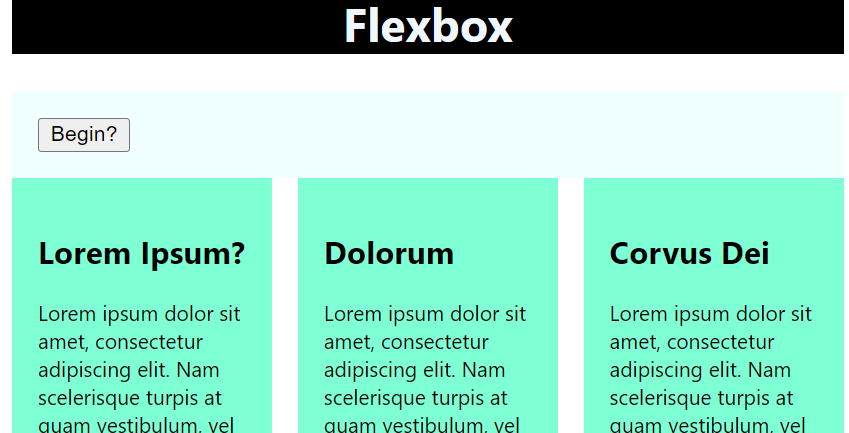 Flexbox
Begin?
Lorem Ipsum?
Lorem ipsum dolor sit
amet, consectetur
adipiscing elit. Nam
scelerisque turpis at
quam vestibulum, vel
Dolorum
Lorem ipsum dolor sit
amet, consectetur
adipiscing elit. Nam
scelerisque turpis at
quam vestibulum, vel
Corvus Dei
Lorem ipsum dolor sit
amet, consectetur
adipiscing elit. Nam
scelerisque turpis at
quam vestibulum, vel